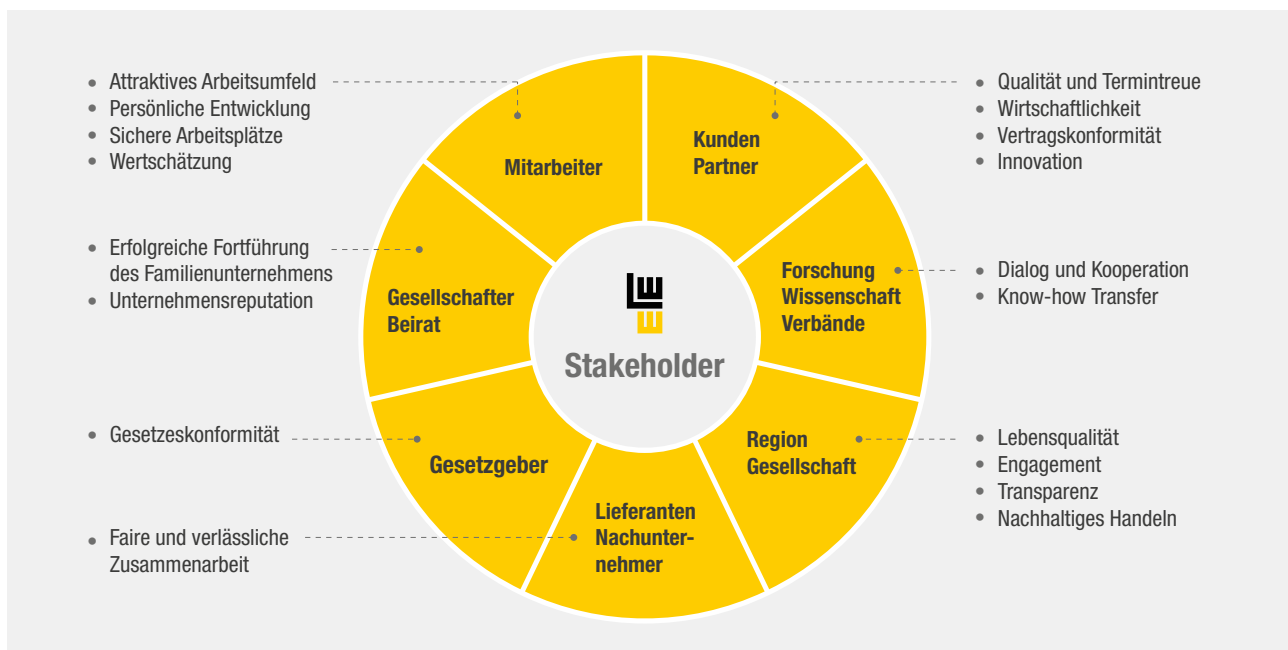 Attraktives Arbeitsumfeld
Persönliche Entwicklung
Sichere Arbeitsplätze
Wertschätzung
Erfolgreiche Fortführung
des Familienunternehmens
Unternehmensreputation
Gesetzeskonformität
Faire und verlässliche
Zusammenarbeit
Mitarbeiter
Kunden
Partner
Gesellschafter
Beirat
Forschung
Wissenschaft
Verbände
Stakeholder
Gesetzgeber
Region
Gesellschaft
Lieferanten
Nachunter-
nehmer
Qualität und Termintreue
Wirtschaftlichkeit
Vertragskonformität
Innovation
Dialog und Kooperation
Know-how Transfer
Lebensqualität
Engagement
Transparenz
Nachhaltiges Handeln